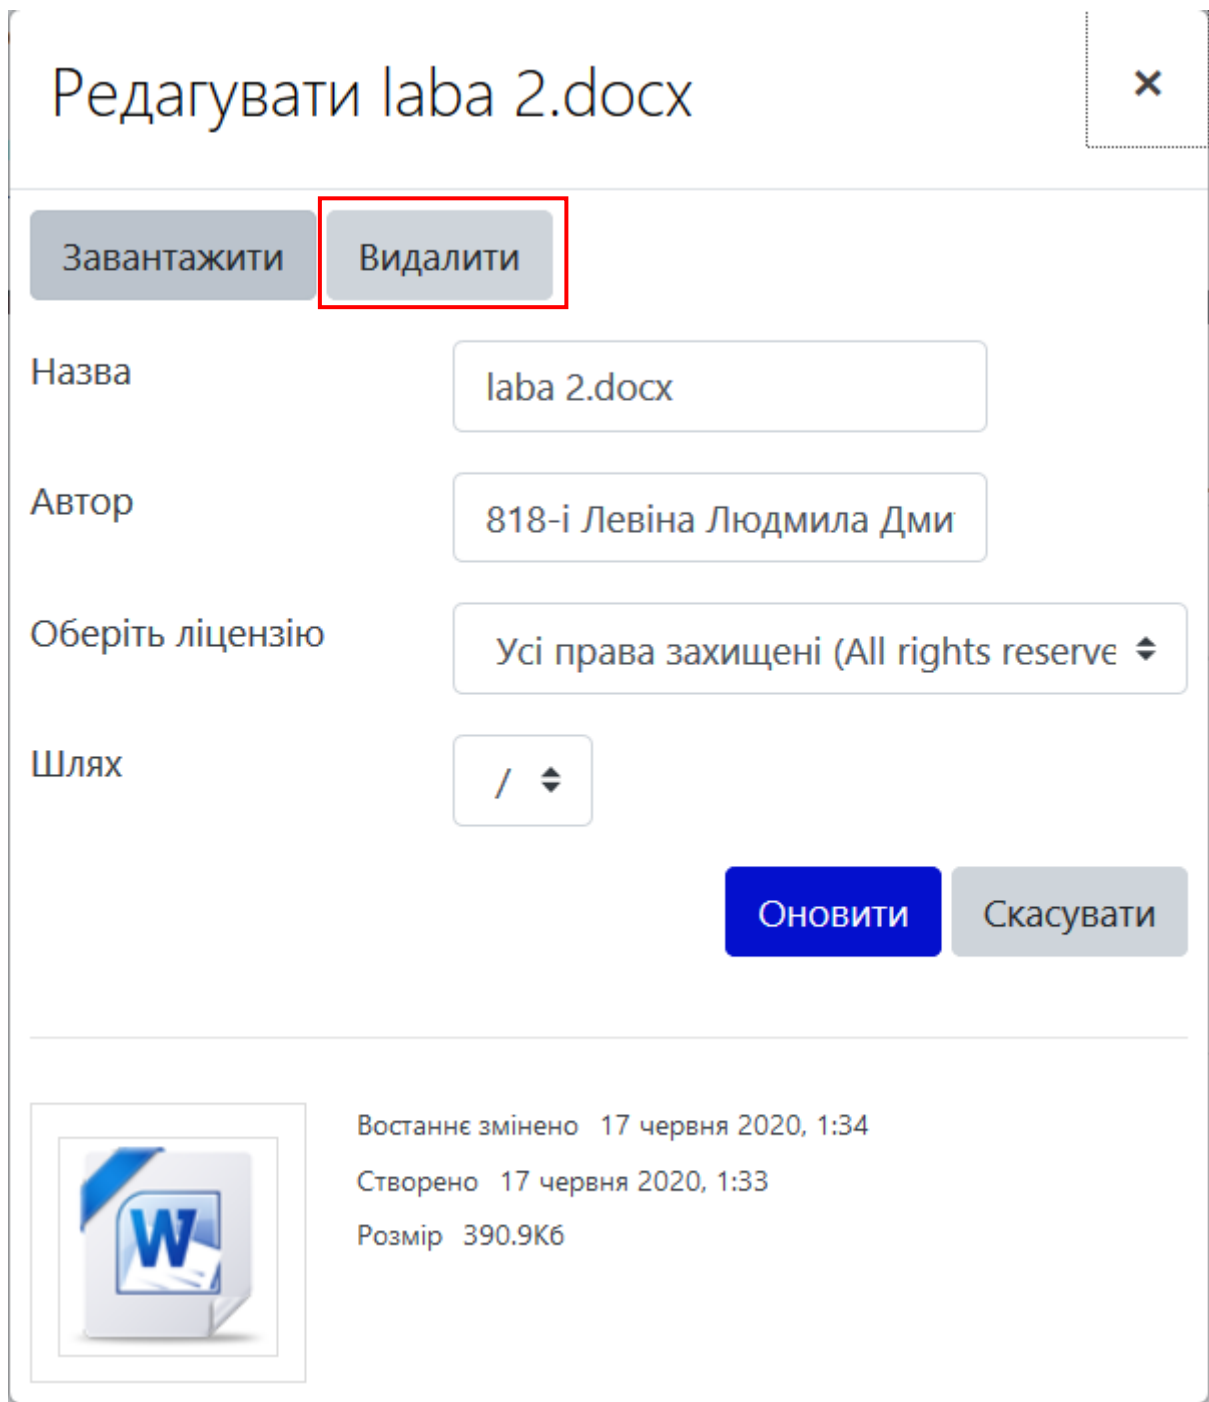 Редагувати laba 2.docx
×
Завантажити Видалити
Назва laba 2.docx
Автор 818-і Левіна Людмила Дми
Оберіть ліцензію Усі права захищені (All rights reserve
Шлях /
Оновити Скасувати
Востаннє змінено 17 червня 2020, 1:34
Створено 17 червня 2020, 1:33
Розмір 390.9Кб
W